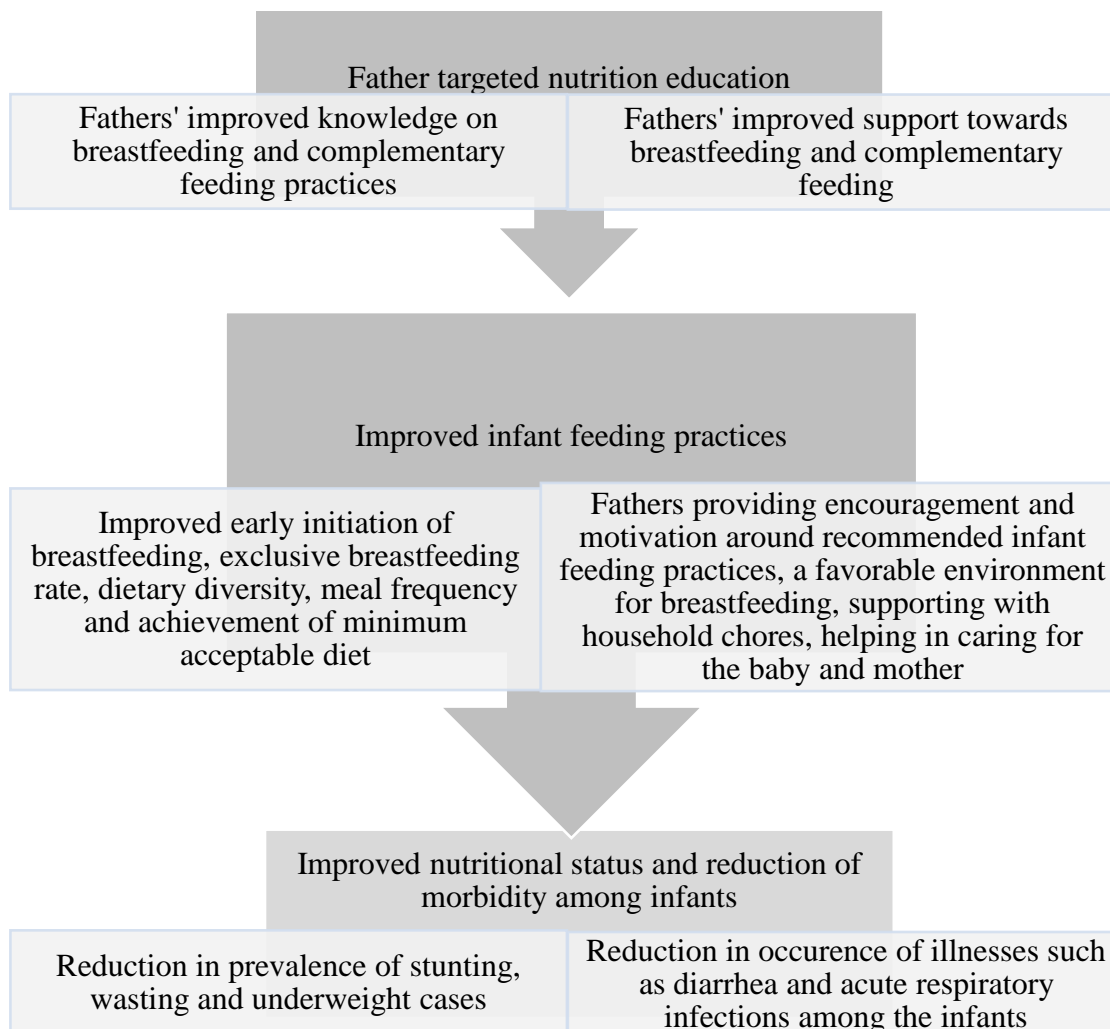 Father targeted nutrition education
Fathers' improved knowledge on
breastfeeding and complementary
feeding practices
Fathers' improved support towards
breastfeeding and complementary
feeding
Improved infant feeding practices
Improved early initiation of
breastfeeding, exclusive breastfeeding
rate, dietary diversity, meal frequency
and achievement of minimum
acceptable diet
Fathers providing encouragement and
motivation around recommended infant
feeding practices, a favorable environment
for breastfeeding, supporting with
household chores, helping in caring for
the baby and mother
Improved nutritional status and reduction of
morbidity among infants
Reduction in prevalence of stunting,
wasting and underweight cases
Reduction in occurence of illnesses such
as diarrhea and acute respiratory
infections among the infants